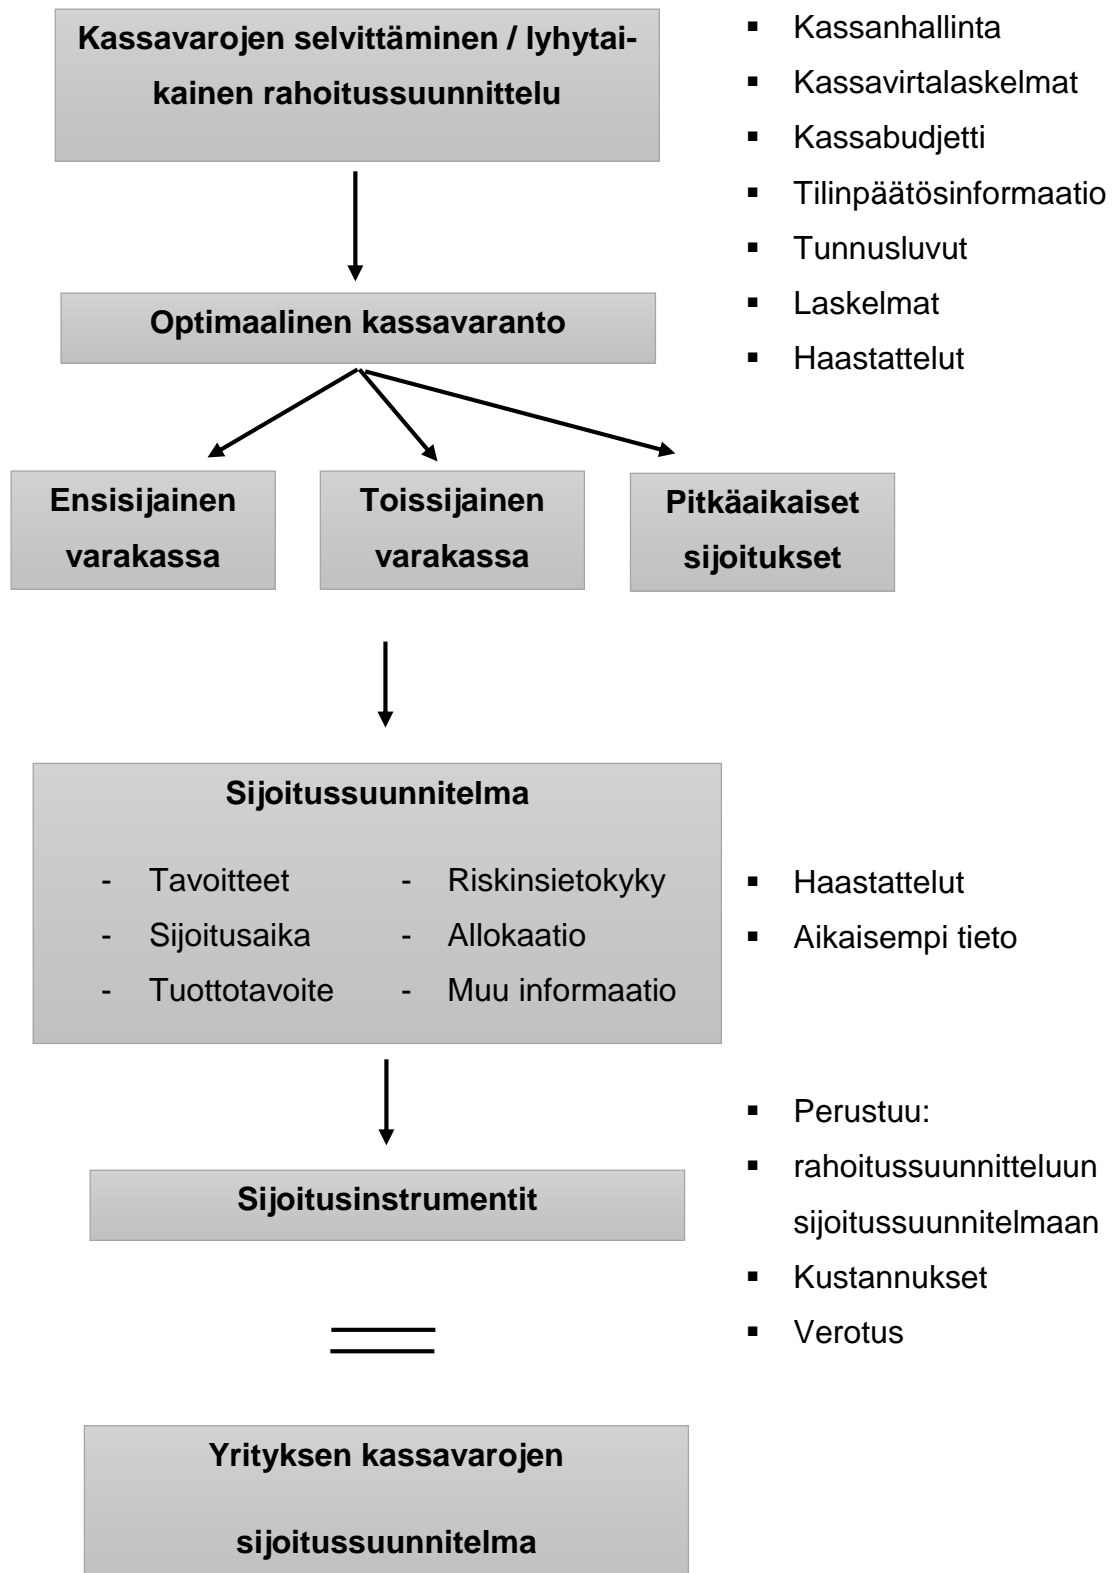 Kassavarojen selvittäminen / lyhytai-
kainen rahoitussuunnittelu
▪ Kassanhallinta
▪ Kassavirtalaskelmat
▪ Kassabudjetti
▪ Tilinpäätösinformaatio
▪ Tunnusluvut
▪ Laskelmat
▪ Haastattelut
Optimaalinen kassavaranto
Ensisijainen
varakassa
Toissijainen
varakassa
Pitkäaikaiset
sijoitukset
Sijoitussuunnitelma
- Tavoitteet
- Sijoitusaika
- Tuottotavoite
- Riskinsietokyky
- Allokaatio
- Muu informaatio
▪ Haastattelut
▪ Aikaisempi tieto
Sijoitusinstrumentit
▪ Perustuu:
▪ rahoitussuunnitteluun
sijoitussuunnitelmaan
▪ Kustannukset
▪ Verotus
Yrityksen kassavarojen
sijoitussuunnitelma